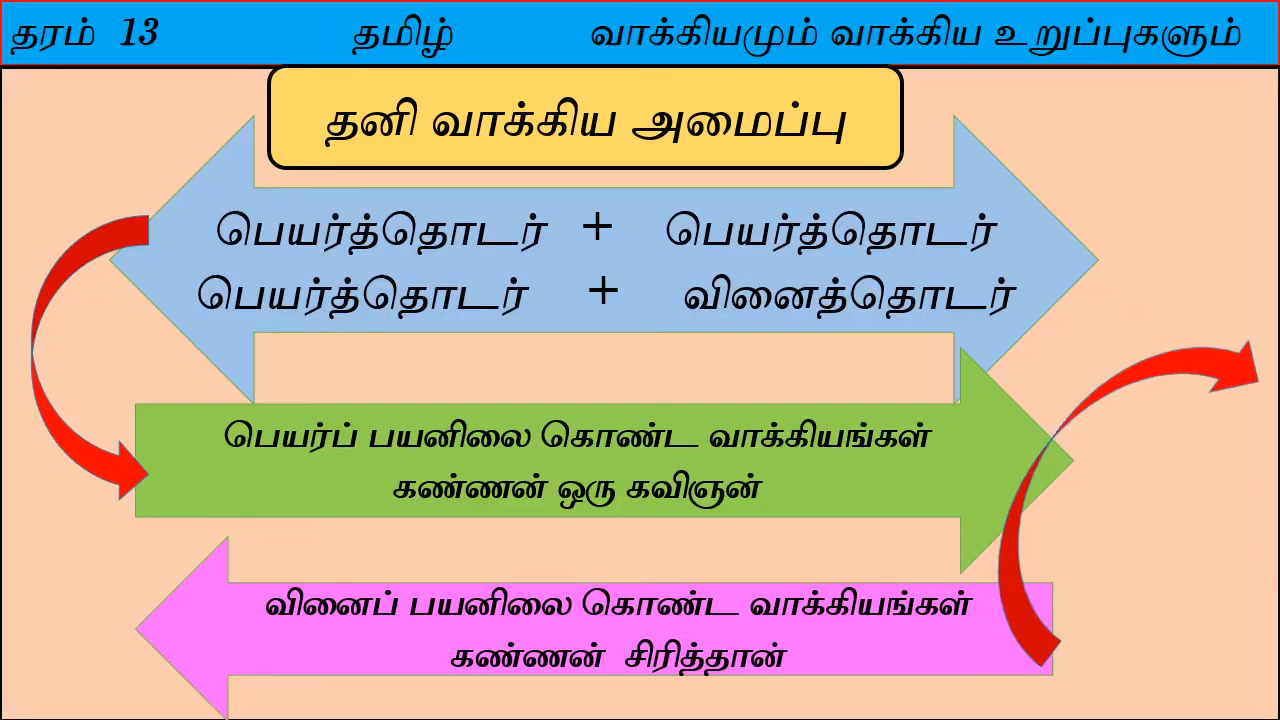 தரம் 13 தமிழ் வாக்கியமும் வாக்கிய உறுப்புகளும்
தனி வாக்கிய அமைப்பு
பெயர்த்தொடர் + பெயர்த்தொடர்
பெயர்த்தொடர் + வினைத்தொடர்
பெயர்ப் பயனிலை கொண்ட வாக்கியங்கள்
கண்ணன் ஒரு கவிஞன்
வினைப் பயனிலை கொண்ட வாக்கியங்கள்
கண்ணன் சிரித்தான்